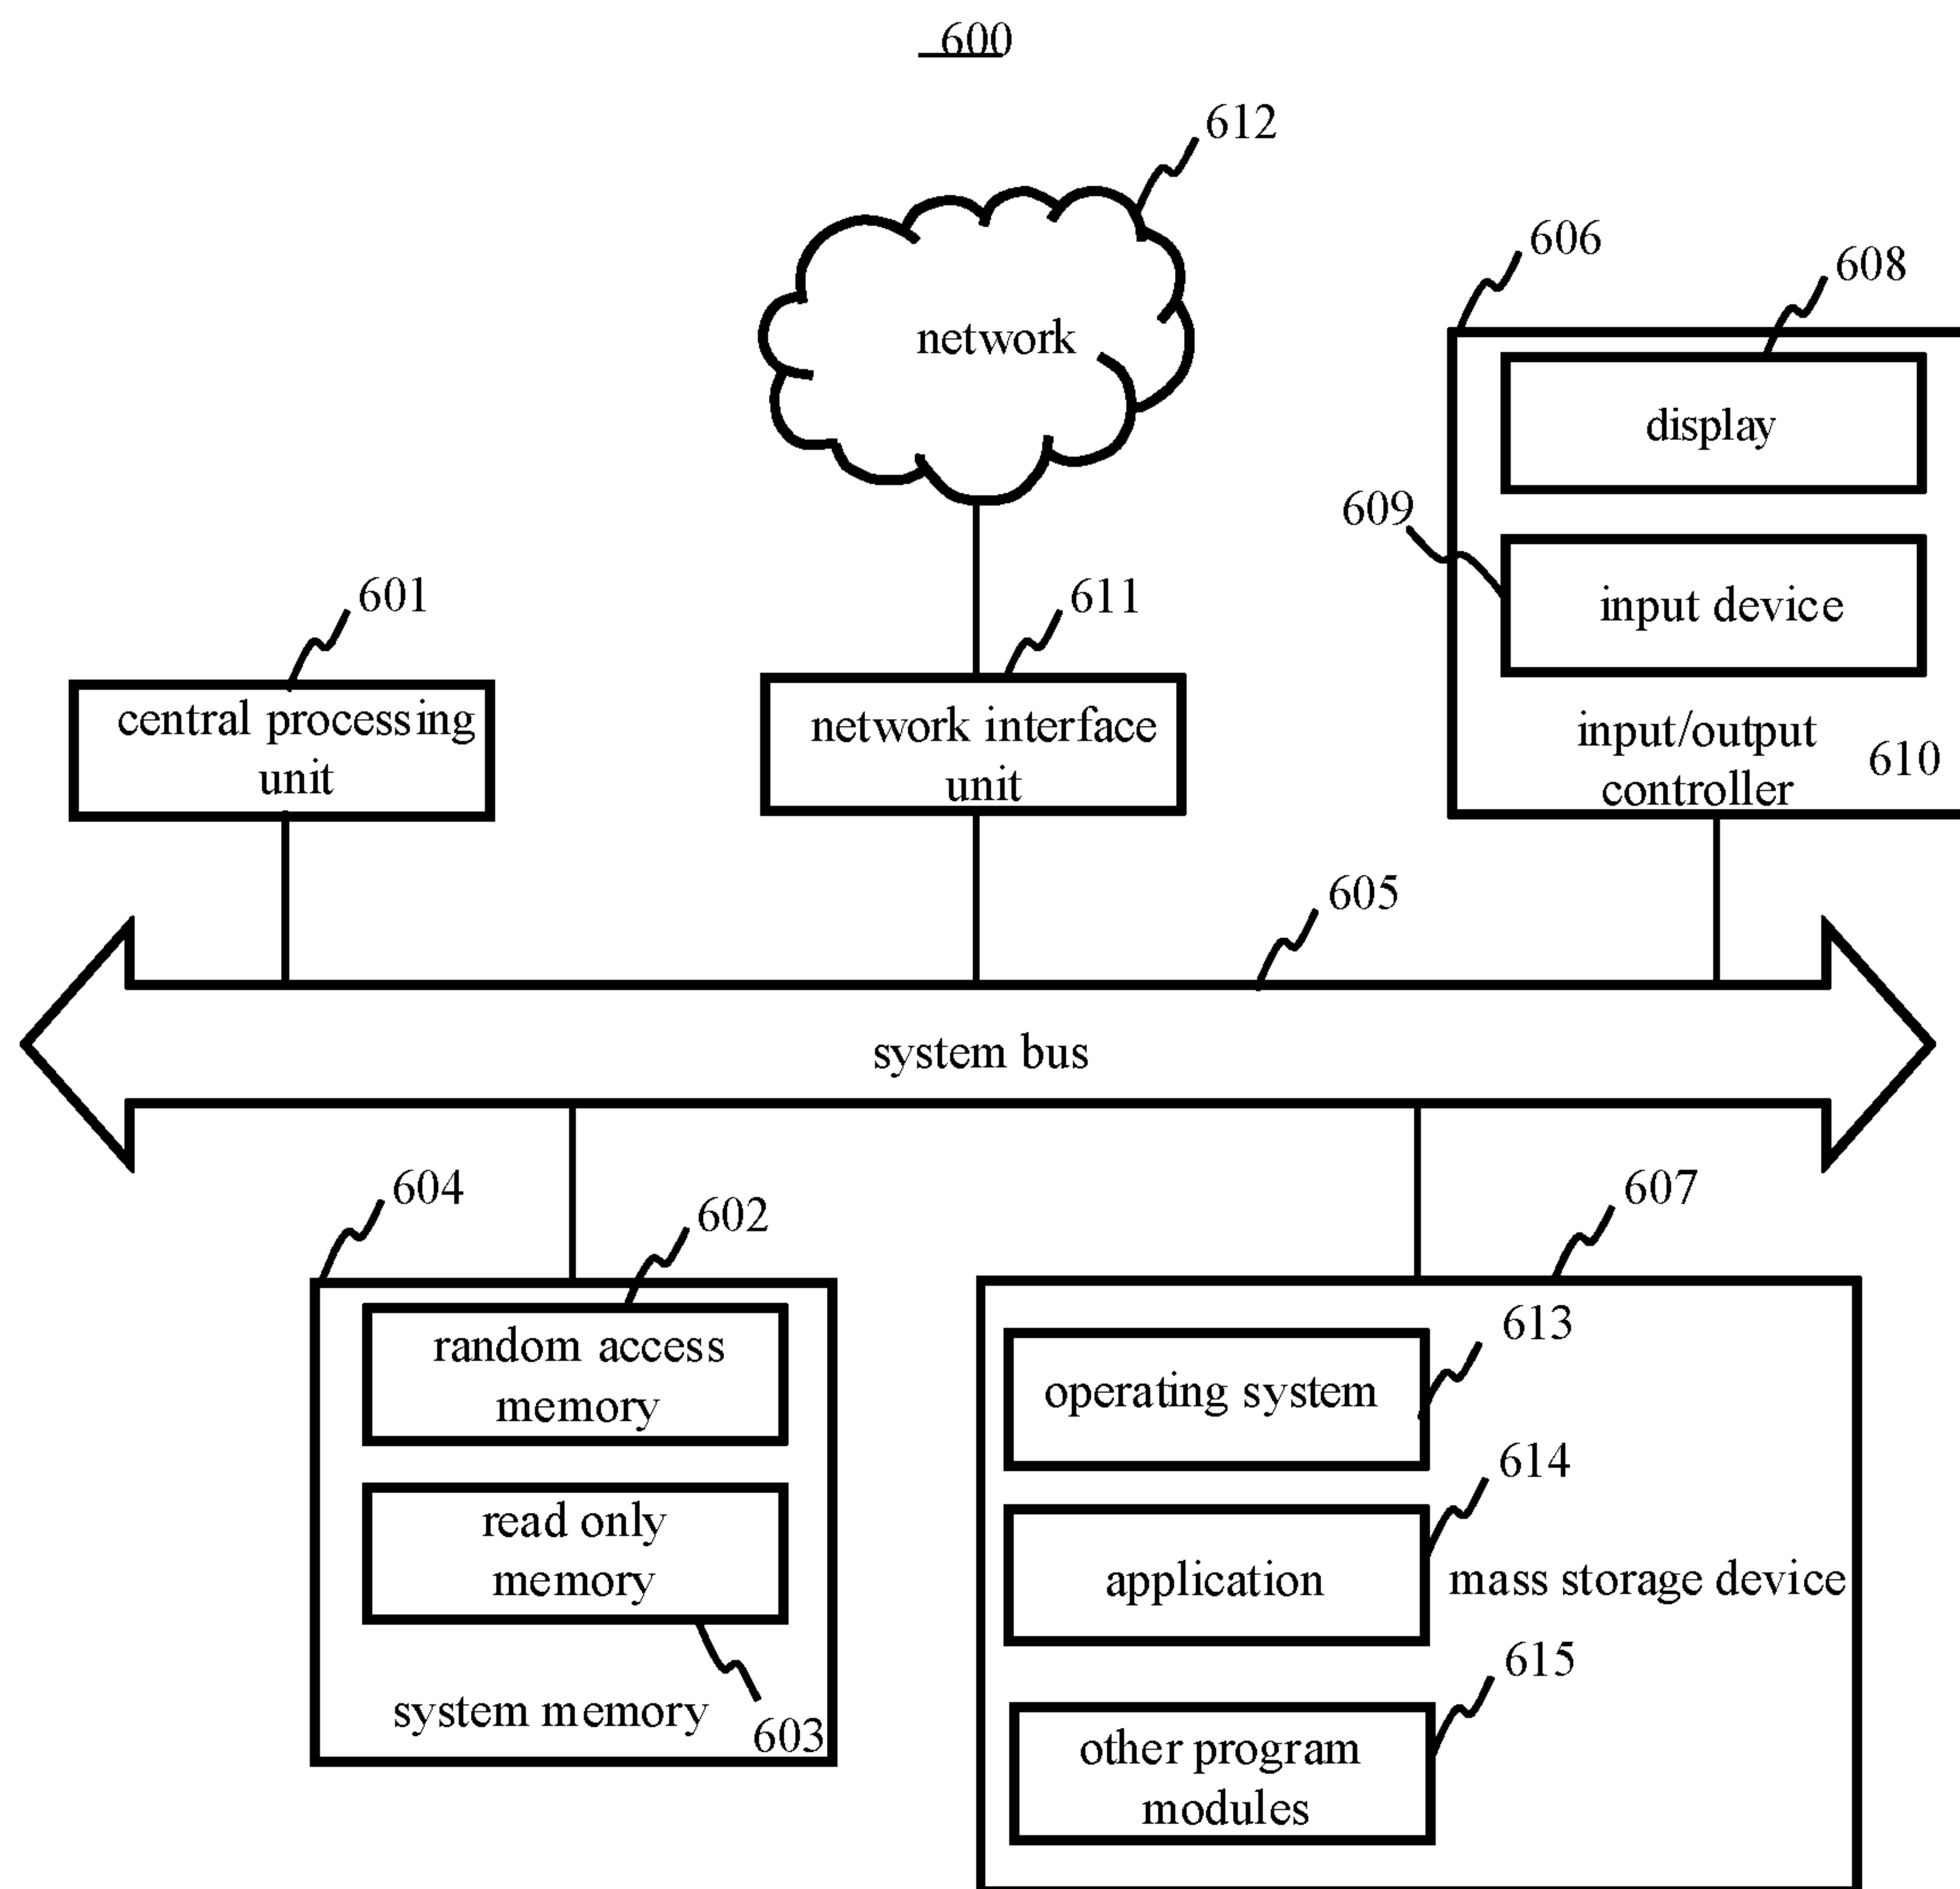 600
612
network
606
608
display
609
input device
input/output
controller
610
601
central processing
unit
611
network interface
unit
605
system bus
604
602
random access
memory
read only
memory
system memory
603
607
613
operating system
614
application
mass storage device
615
other program
modules